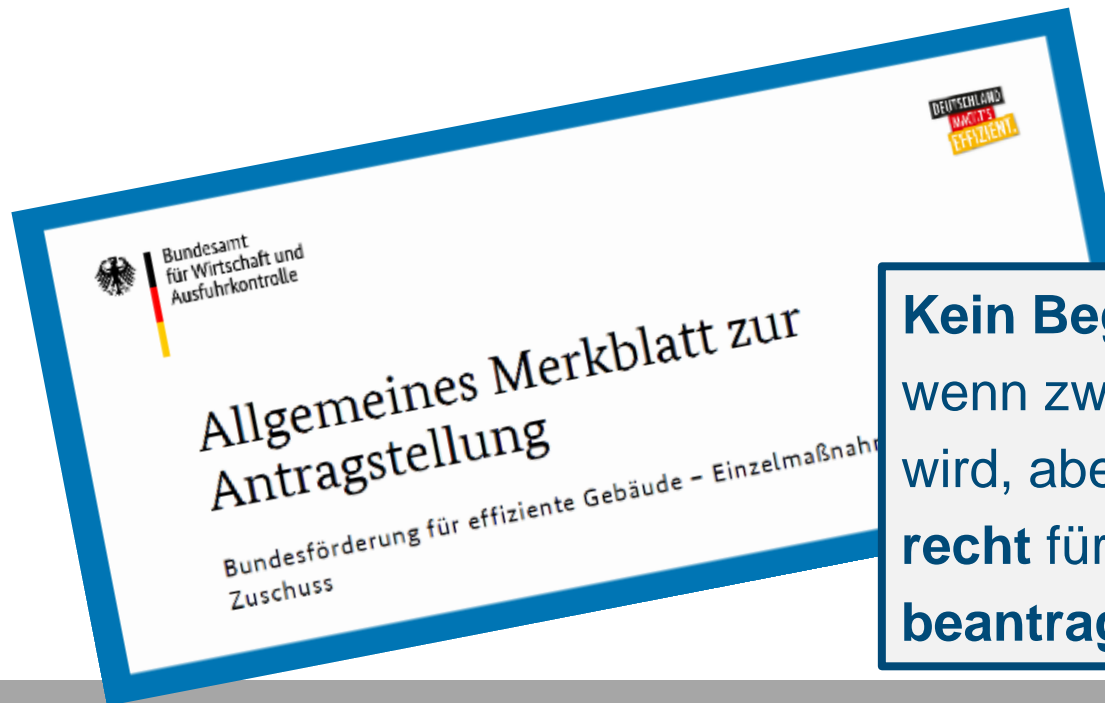 DEUTSCHLAND
MACHT'S
EFFIZIENT.
Bundesamt
für Wirtschaft und
Ausfuhrkontrolle
Allgemeines Merkblatt zur
Antragstellung
Bundesförderung für effiziente Gebäude – Einzelmaßnahm
Zuschuss
Kein Beg
wenn zw
wird, abe
recht für
beantrag